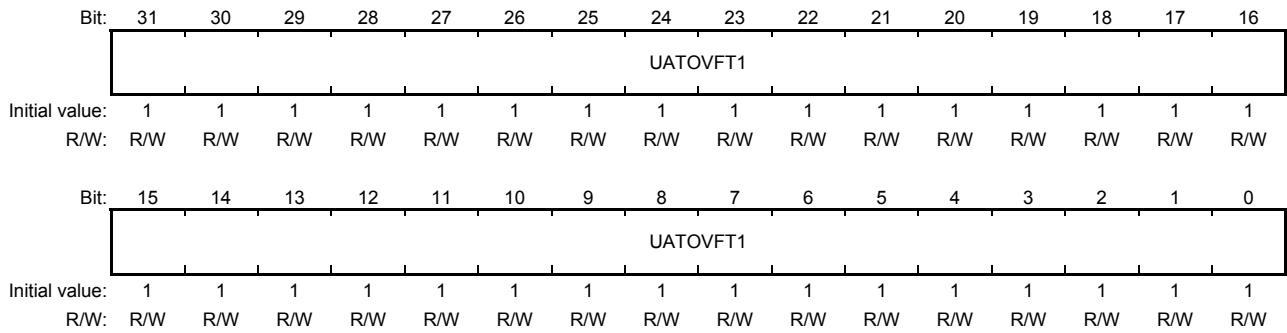 Bit: 31 30 29 28 27 26 25 24 23 22 21 20 19 18 17 16
UATOVFT1
Initial value: 1 1 1 1 1 1 1 1 1 1 1 1 1 1 1 1
R/W: R/W R/W R/W R/W R/W R/W R/W R/W R/W R/W R/W R/W R/W R/W R/W R/W
Bit: 15 14 13 12 11 10 9 8 7 6 5 4 3 2 1 0
UATOVFT1
Initial value: 1 1 1 1 1 1 1 1 1 1 1 1 1 1 1 1
R/W: R/W R/W R/W R/W R/W R/W R/W R/W R/W R/W R/W R/W R/W R/W R/W R/W